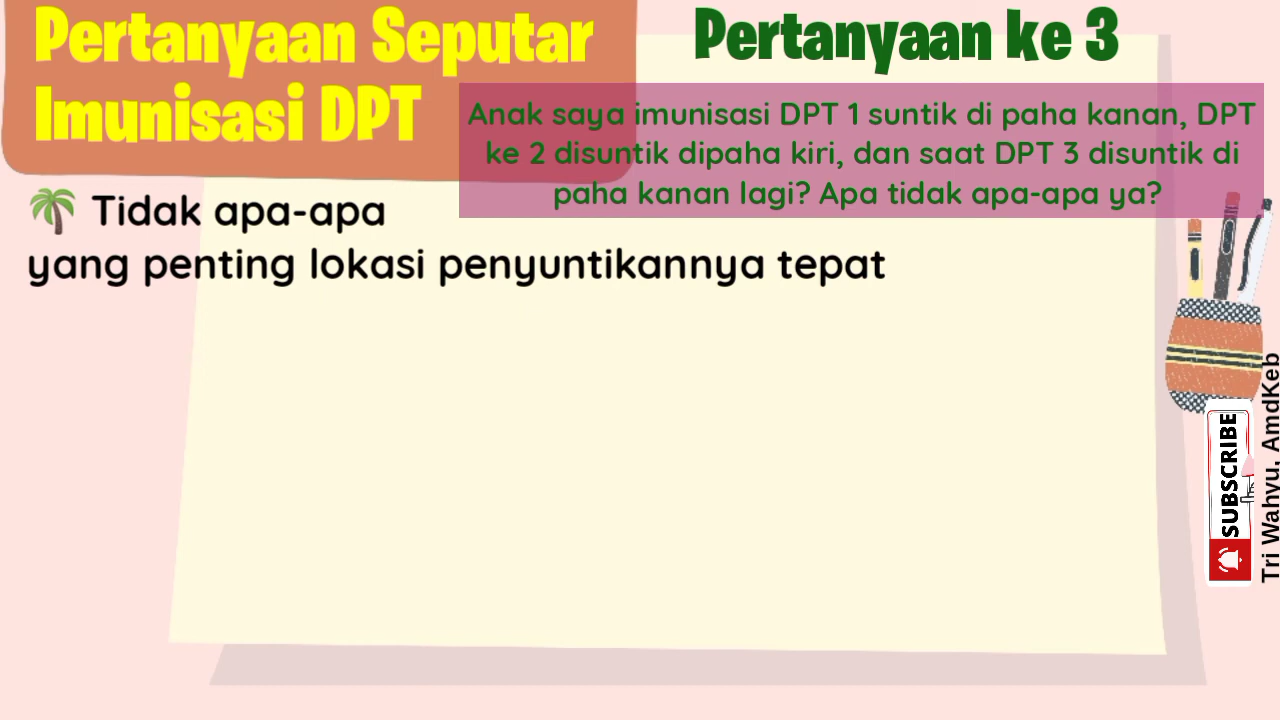 Pertanyaan Seputar
Imunisasi DPT
Pertanyaan ke 3
Anak saya imunisasi DPT 1 suntik di paha kanan, DPT
ke 2 disuntik dipaha kiri, dan saat DPT 3 disuntik di
paha kanan lagi? Apa tidak apa-apa ya?
🌴 Tidak apa-apa
yang penting lokasi penyuntikannya tepat
SUBSCRIBE
Tri Wahyu, AmdKeb